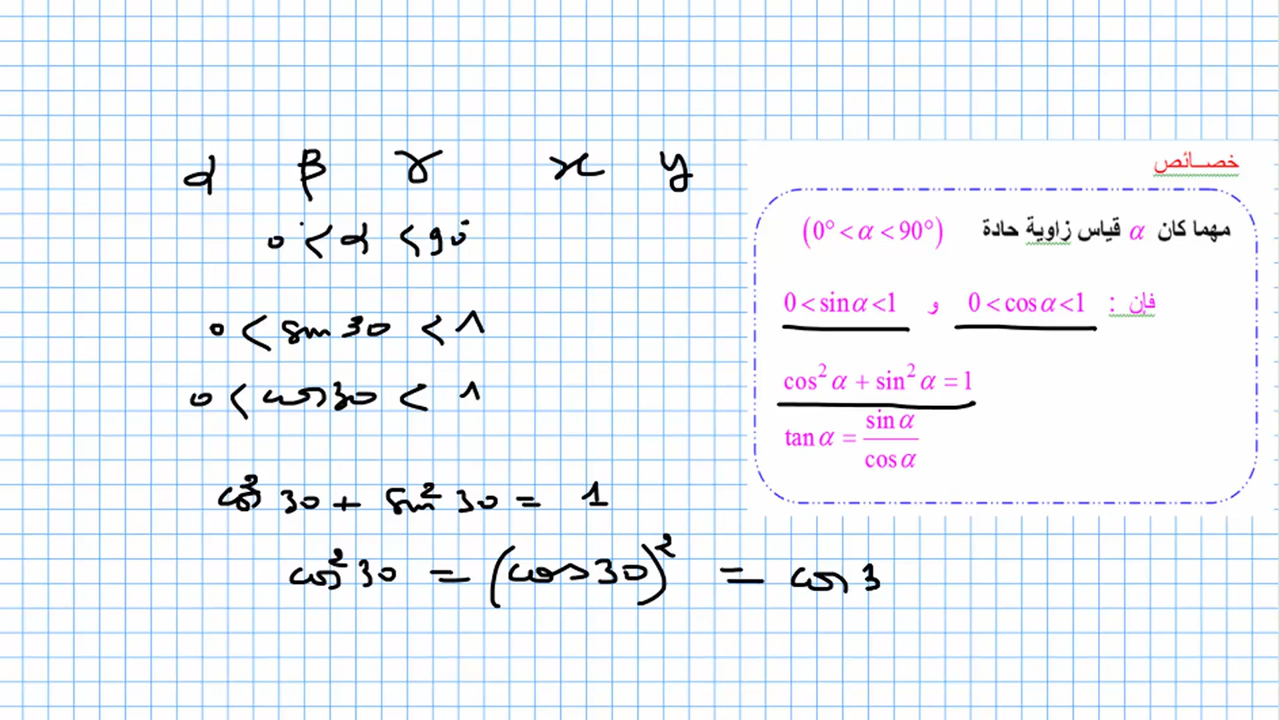 α β γ x y
0° < α < 90°
0 < sin 30 < 1
0 < cos 30 < 1
cos² 30 + sin² 30 = 1
cos² 30 = (cos 30)² = cos 3
خصــائص
مهما كان α قياس زاوية حادة (0° < α < 90°)
فإن : 0 < cos α < 1 و 0 < sin α < 1
cos² α + sin² α = 1
tan α = sin α / cos α